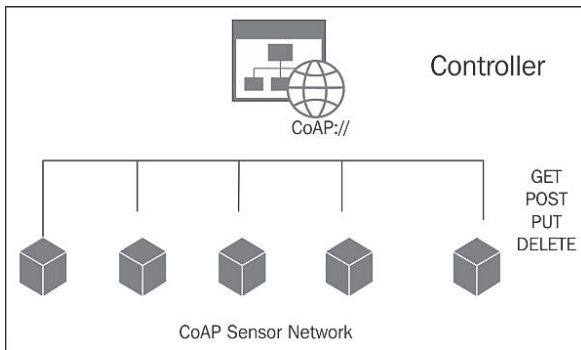 Controller
CoAP://
GET
POST
PUT
DELETE
CoAP Sensor Network